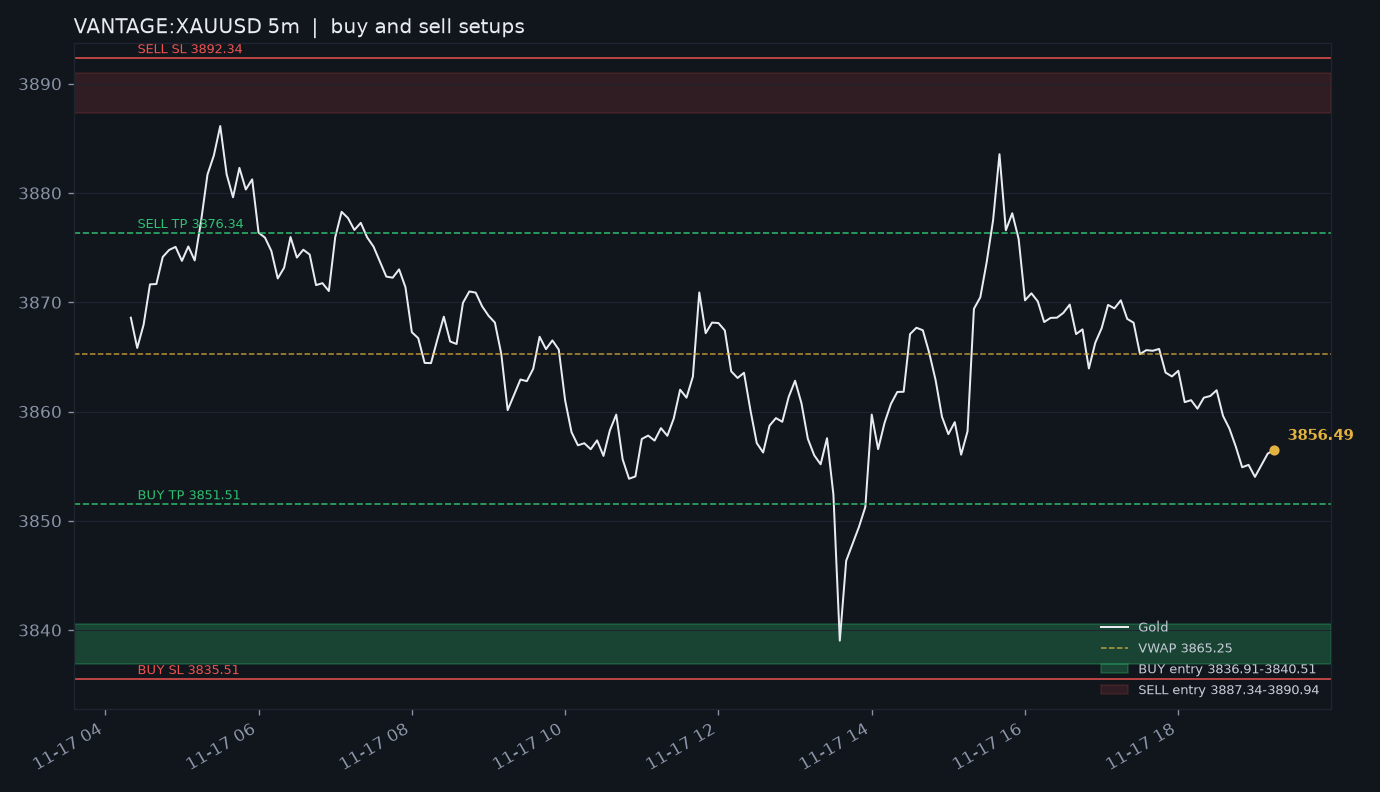 VANTAGE:XAUUSD 5m | buy and sell setups
SELL SL 3892.34
3890
3880
SELL TP 3876.34
3870
3860
3856.49
BUY TP 3851.51
3850
3840
Gold
VWAP 3865.25
BUY SL 3835.51
BUY entry 3836.91-3840.51
SELL entry 3887.34-3890.94
11-17 04
11-17 06
11-17 08
11-17 10
11-17 12
11-17 14
11-17 16
11-17 18